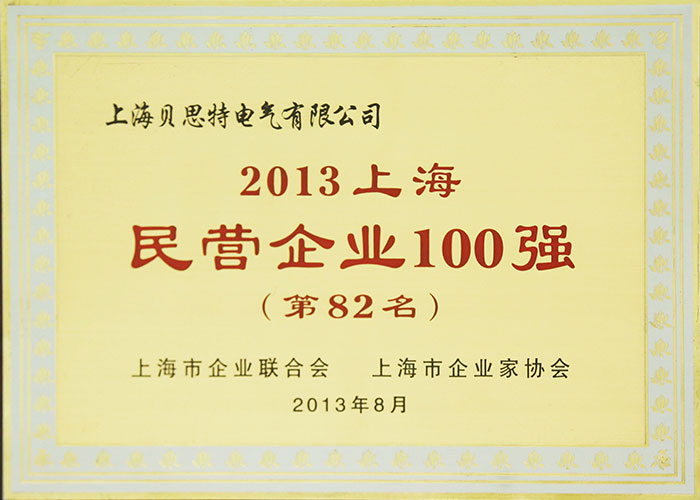 上海贝思特电气有限公司
2013上海
民营企业100强
（第82名）
上海市企业联合会 上海市企业家协会
2013年8月